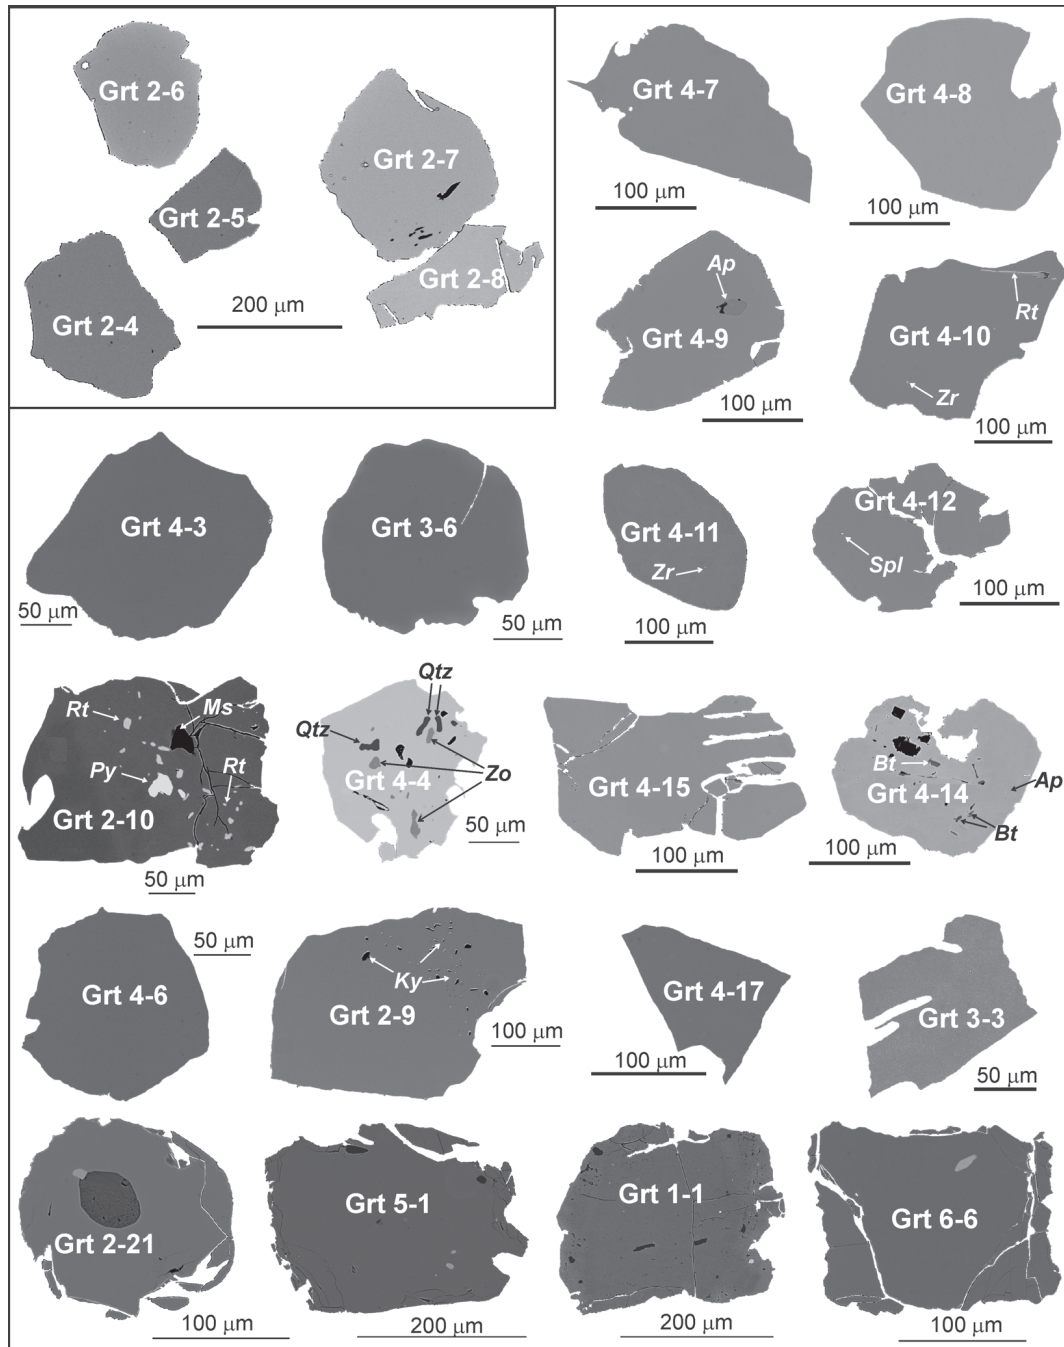 Grt 2-6
Grt 2-7
Grt 2-5
Grt 2-8
Grt 2-4
200 μm
Grt 4-7
100 μm
Grt 4-8
100 μm
Ap
Grt 4-9
100 μm
Rt
Grt 4-10
Zr
100 μm
Grt 4-3
50 μm
Grt 3-6
50 μm
Grt 4-11
Zr
100 μm
Grt 4-12
Spl
100 μm
Rt
Ms
Py
Rt
Grt 2-10
50 μm
Qtz
Qtz
Zo
Grt 4-4
50 μm
Grt 4-15
100 μm
Bt
Ap
Grt 4-14
Bt
100 μm
50 μm
Grt 4-6
Ky
Grt 2-9
100 μm
Grt 4-17
100 μm
Grt 3-3
50 μm
Grt 2-21
100 μm
Grt 5-1
200 μm
Grt 1-1
200 μm
Grt 6-6
100 μm